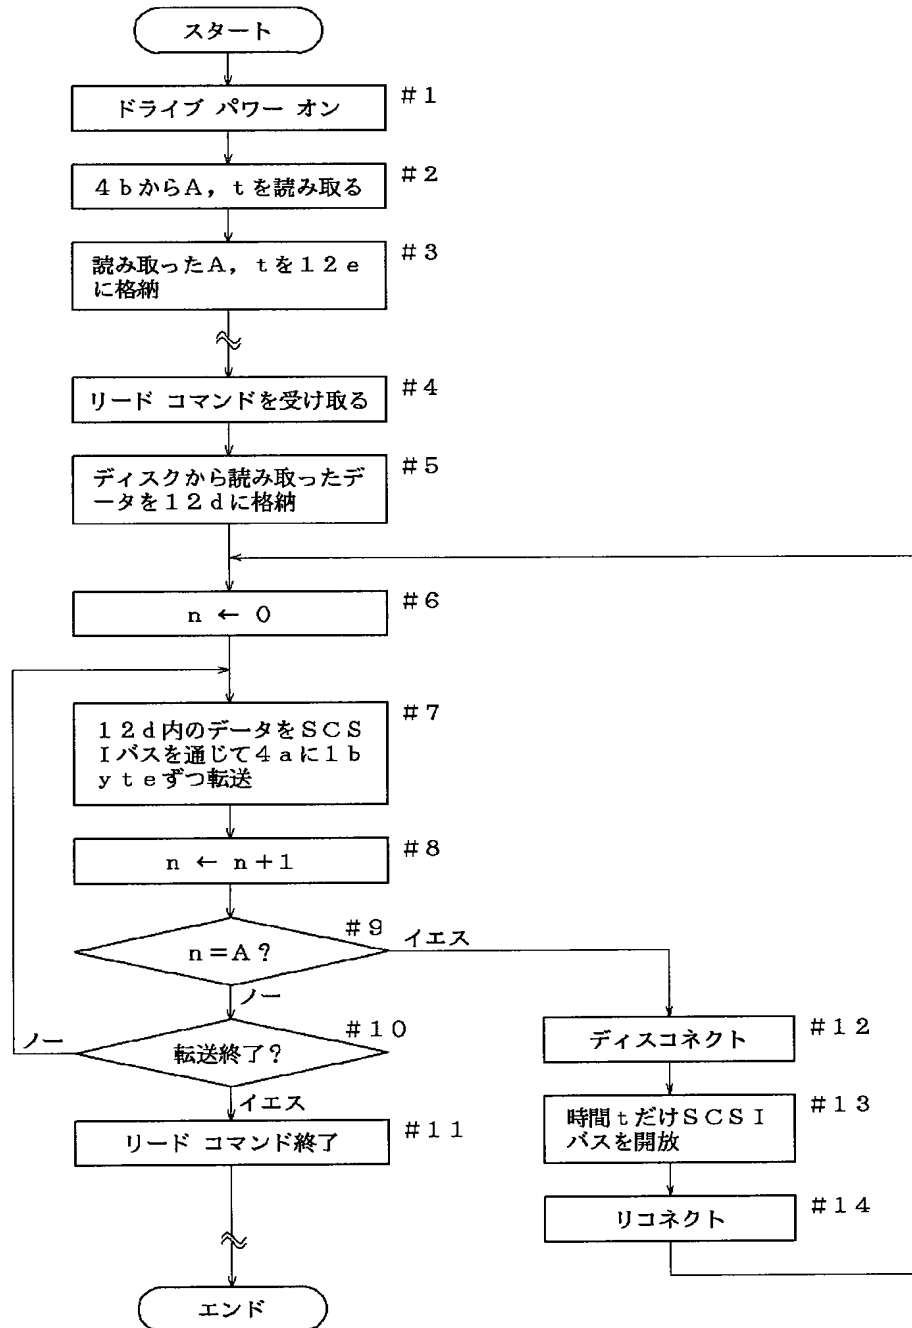 スタート
ドライブ パワー オン
#1
4bからA,tを読み取る
#2
読み取ったA,tを12e
に格納
#3
リード コマンドを受け取る
#4
ディスクから読み取ったデ
ータを12dに格納
#5
n ← 0
#6
12d内のデータをSCS
Iバスを通じて4aに1b
yteずつ転送
#7
n ← n+1
#8
n=A?
#9
イエス
ノー
転送終了?
#10
ノー
イエス
リード コマンド終了
#11
ディスコネクト
#12
時間tだけSCSI
バスを開放
#13
リコネクト
#14
エンド